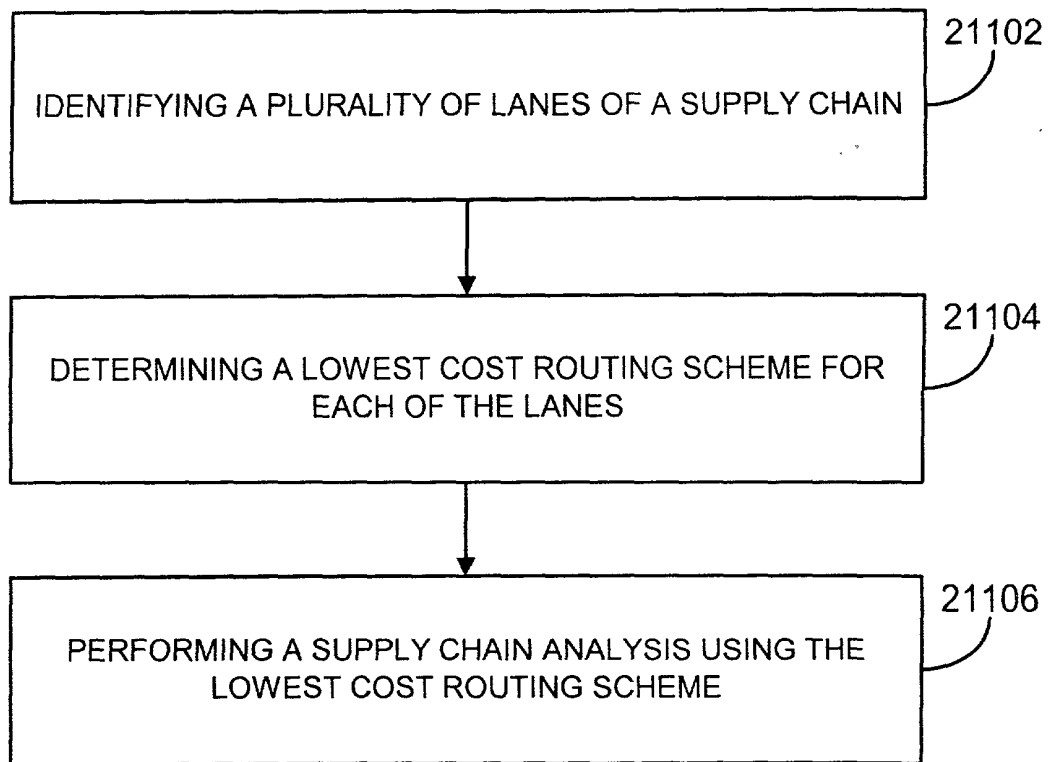 21102
IDENTIFYING A PLURALITY OF LANES OF A SUPPLY CHAIN
21104
DETERMINING A LOWEST COST ROUTING SCHEME FOR
EACH OF THE LANES
21106
PERFORMING A SUPPLY CHAIN ANALYSIS USING THE
LOWEST COST ROUTING SCHEME